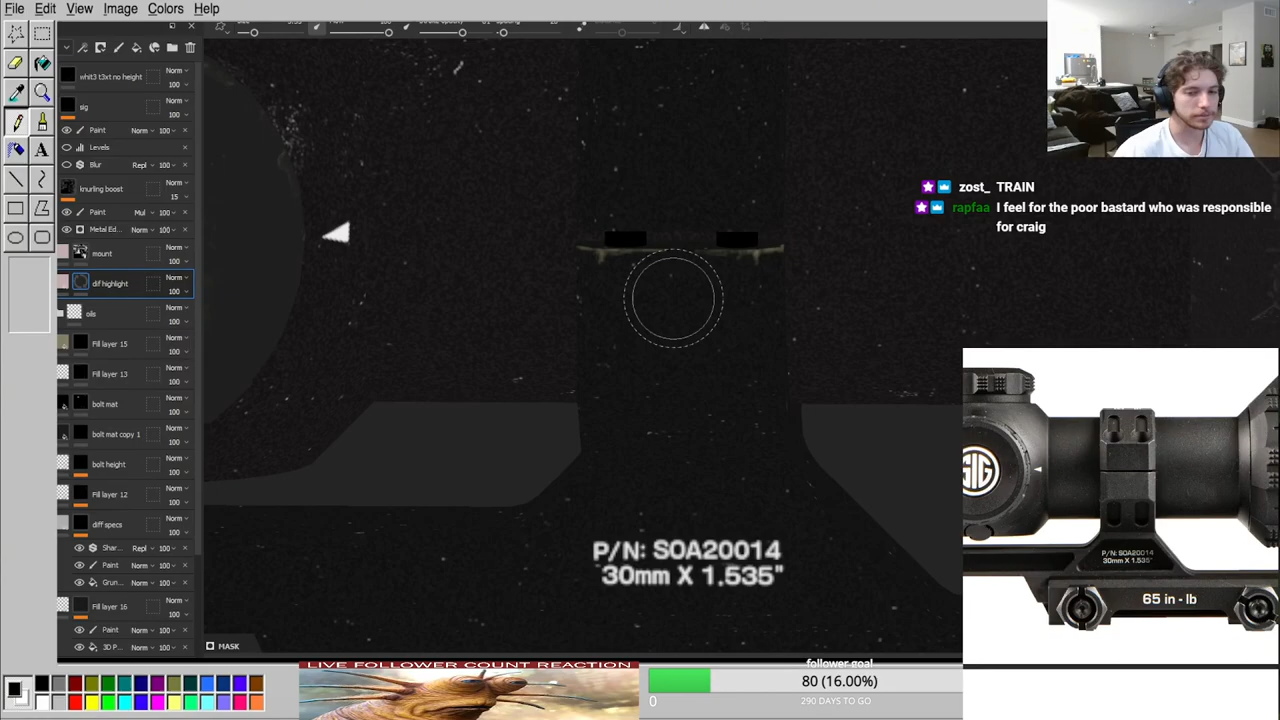 File Edit View Image Colors Help
Norm
whit3 t3xt no height
100
Norm
sig
100
Paint Norm 100
Levels
Blur Repl 100
Norm
knurling boost
15
Paint Mul 100
Metal Ed... Norm 100
Norm
mount
100
Norm
dif highlight
100
Norm
oils
100
Norm
Fill layer 15
100
Norm
Fill layer 13
100
Norm
bolt mat
100
Norm
bolt mat copy 1
100
Norm
bolt height
100
Norm
Fill layer 12
100
Norm
diff specs
100
Shar... Repl 100
Paint Norm 100
Grun... Norm 100
Norm
Fill layer 16
100
Paint Norm 100
3D P... Norm 100
P/N: SOA20014
30mm X 1.535"
MASK
zost_ TRAIN
rapfaa I feel for the poor bastard who was responsible
for craig
SIG
P/N: SOA20014
30mm X 1.535"
65 in - lb
LIVE FOLLOWER COUNT REACTION
follower goal
80 (16.00%)
0
290 DAYS TO GO